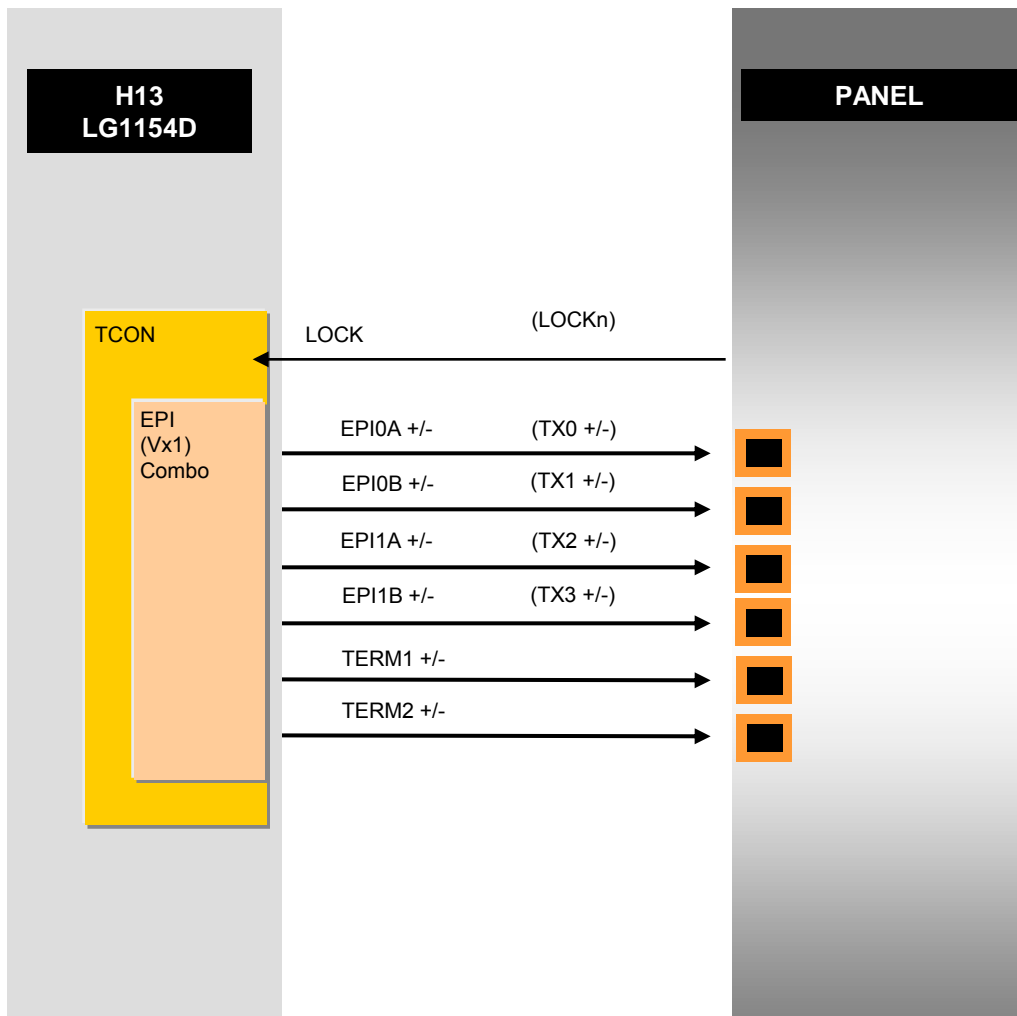 H13
LG1154D
PANEL
TCON
LOCK (LOCKn)
EPI
(Vx1)
Combo
EPI0A +/- (TX0 +/-)
EPI0B +/- (TX1 +/-)
EPI1A +/- (TX2 +/-)
EPI1B +/- (TX3 +/-)
TERM1 +/-
TERM2 +/-